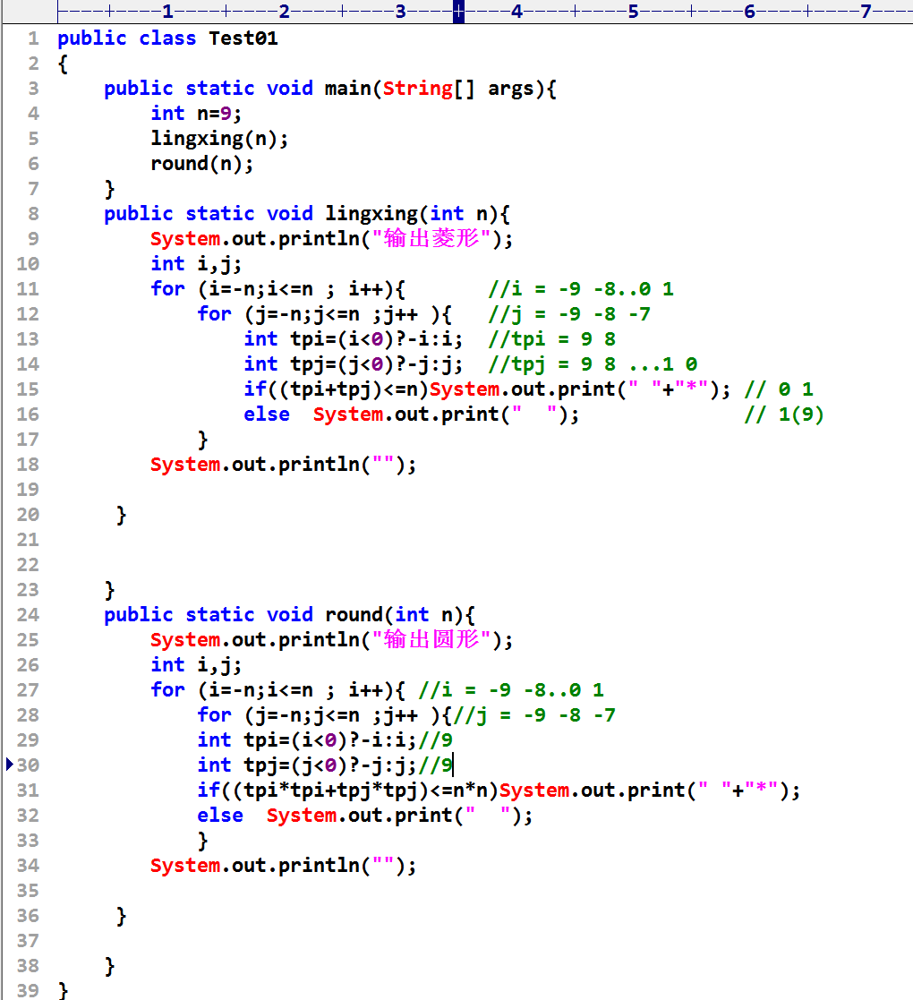 ----+----1----+----2----+----3----+----4----+----5----+----6----+----7----
1 public class Test01
2 {
3     public static void main(String[] args){
4         int n=9;
5         lingxing(n);
6         round(n);
7     }
8     public static void lingxing(int n){
9         System.out.println("输出菱形");
10         int i,j;
11         for (i=-n;i<=n ; i++){       //i = -9 -8..0 1
12             for (j=-n;j<=n ;j++ ){   //j = -9 -8 -7
13                 int tpi=(i<0)?-i:i;  //tpi = 9 8
14                 int tpj=(j<0)?-j:j;  //tpj = 9 8 ...1 0
15                 if((tpi+tpj)<=n)System.out.print(" "+"*"); // 0 1
16                 else  System.out.print("  ");              // 1(9)
17             }
18         System.out.println("");
19
20      }
21
22
23     }
24     public static void round(int n){
25         System.out.println("输出圆形");
26         int i,j;
27         for (i=-n;i<=n ; i++){ //i = -9 -8..0 1
28             for (j=-n;j<=n ;j++ ){//j = -9 -8 -7
29             int tpi=(i<0)?-i:i;//9
30             int tpj=(j<0)?-j:j;//9
31             if((tpi*tpi+tpj*tpj)<=n*n)System.out.print(" "+"*");
32             else  System.out.print("  ");
33             }
34         System.out.println("");
35
36      }
37
38     }
39 }